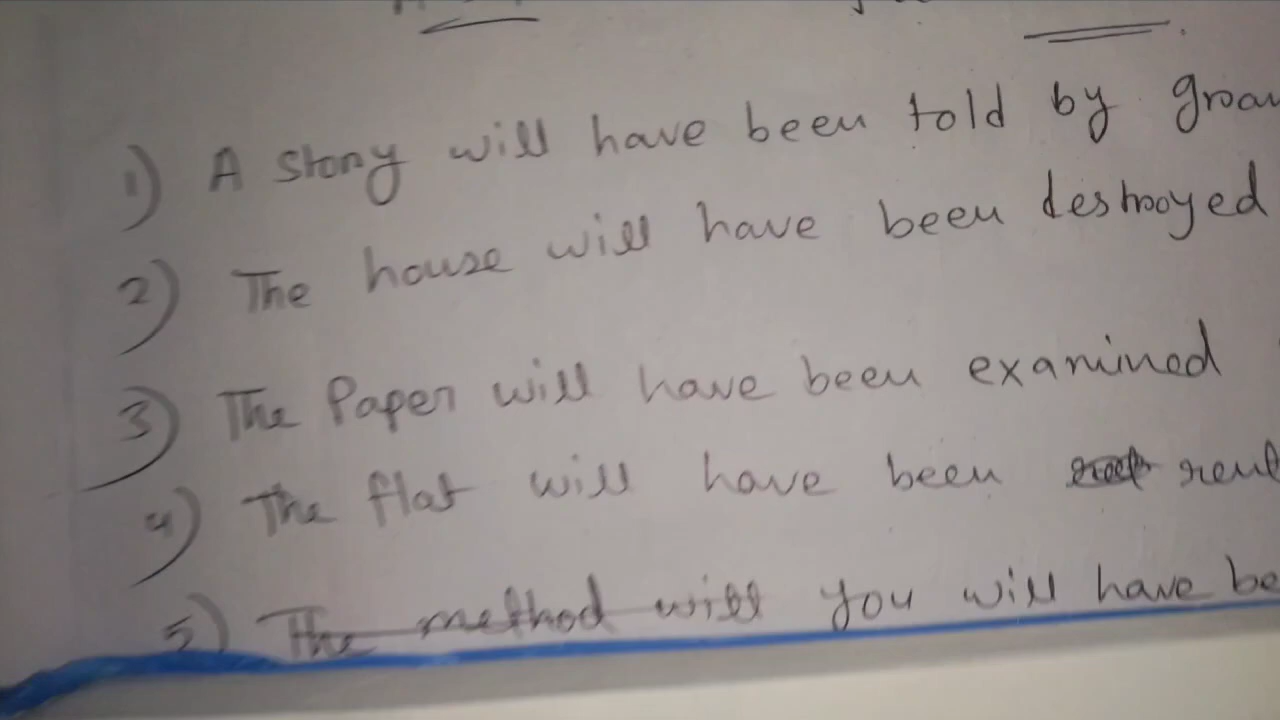 1) A story will have been told by
2) The house will have been destroyed
3) The Paper will have been examined
4) The flat will have been
5) The method will you will have be